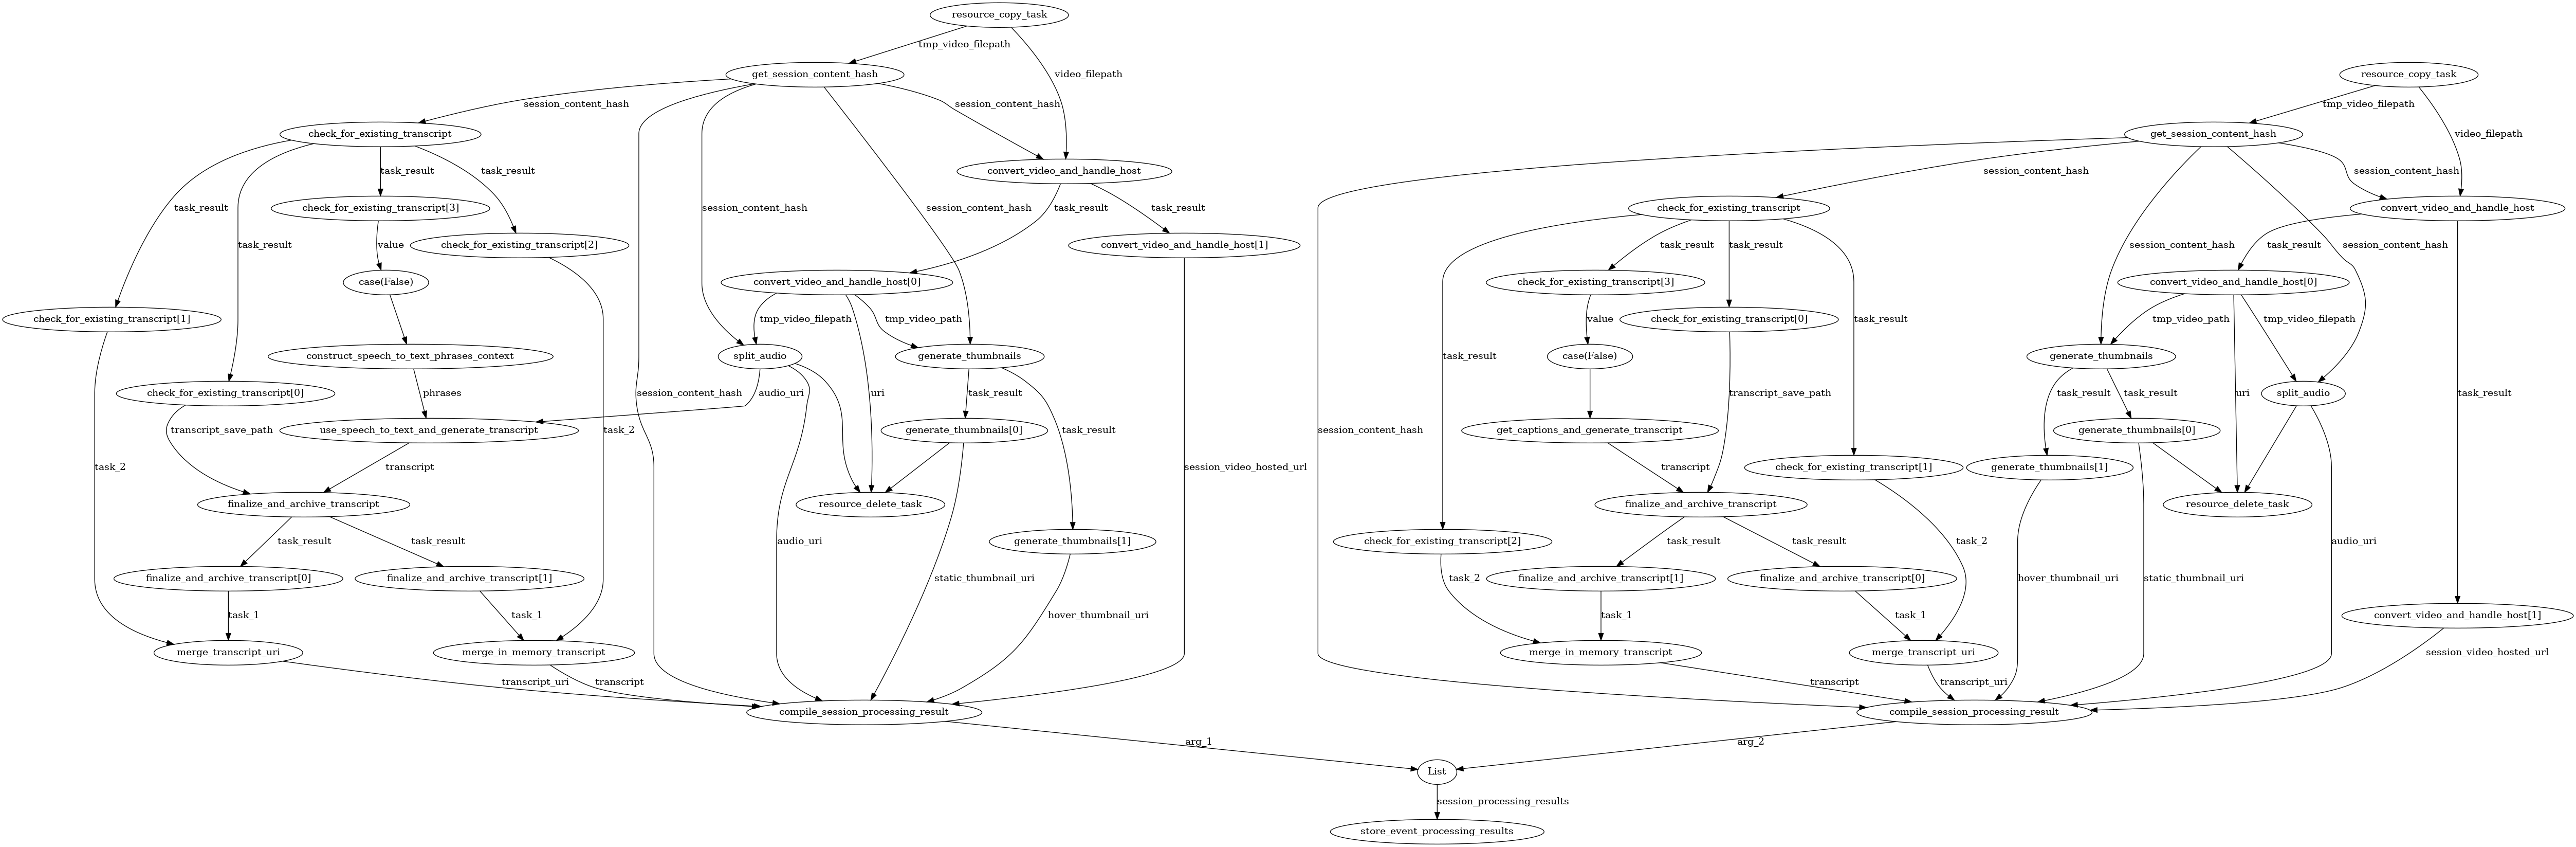 resource_copy_task
tmp_video_filepath
get_session_content_hash
video_filepath
resource_copy_task
session_content_hash
session_content_hash
tmp_video_filepath
check_for_existing_transcript
get_session_content_hash
video_filepath
convert_video_and_handle_host
session_content_hash
session_content_hash
task_result
task_result
task_result
task_result
check_for_existing_transcript[3]
session_content_hash
session_content_hash
task_result
task_result
check_for_existing_transcript
convert_video_and_handle_host
value
check_for_existing_transcript[2]
convert_video_and_handle_host[1]
task_result
task_result
session_content_hash
task_result
session_content_hash
case(False)
convert_video_and_handle_host[0]
check_for_existing_transcript[3]
convert_video_and_handle_host[0]
check_for_existing_transcript[1]
tmp_video_filepath
tmp_video_path
value
check_for_existing_transcript[0]
task_result
tmp_video_path
tmp_video_filepath
construct_speech_to_text_phrases_context
split_audio
generate_thumbnails
task_result
case(False)
generate_thumbnails
check_for_existing_transcript[0]
phrases
session_content_hash
audio_uri
uri
task_result
transcript_save_path
task_result
task_result
uri
split_audio
task_result
transcript_save_path
use_speech_to_text_and_generate_transcript
task_2
generate_thumbnails[0]
task_result
session_content_hash
get_captions_and_generate_transcript
generate_thumbnails[0]
task_2
transcript
session_video_hosted_url
transcript
check_for_existing_transcript[1]
generate_thumbnails[1]
finalize_and_archive_transcript
resource_delete_task
finalize_and_archive_transcript
resource_delete_task
task_result
task_result
audio_uri
generate_thumbnails[1]
check_for_existing_transcript[2]
task_result
task_result
task_2
audio_uri
finalize_and_archive_transcript[0]
finalize_and_archive_transcript[1]
static_thumbnail_uri
task_2
finalize_and_archive_transcript[1]
finalize_and_archive_transcript[0]
hover_thumbnail_uri
static_thumbnail_uri
task_1
task_1
hover_thumbnail_uri
task_1
task_1
convert_video_and_handle_host[1]
merge_transcript_uri
merge_in_memory_transcript
merge_in_memory_transcript
merge_transcript_uri
session_video_hosted_url
transcript_uri
transcript
transcript
transcript_uri
compile_session_processing_result
compile_session_processing_result
arg_1
arg_2
List
session_processing_results
store_event_processing_results